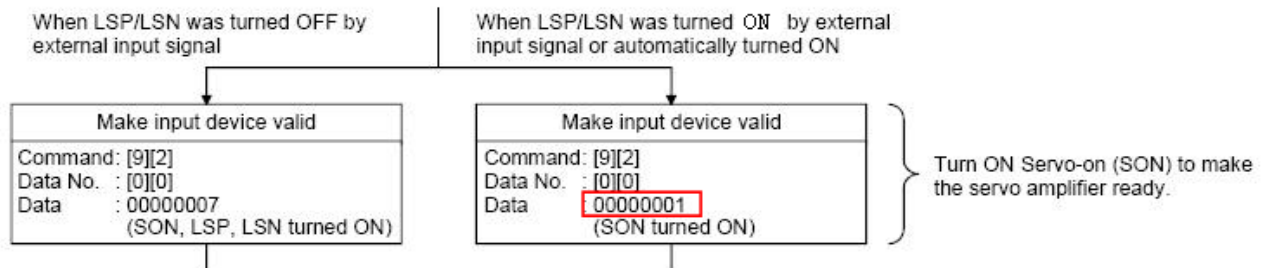 When LSP/LSN was turned OFF by
external input signal
When LSP/LSN was turned ON by external
input signal or automatically turned ON
Make input device valid
Command: [9][2]
Data No. : [0][0]
Data : 00000007
(SON, LSP, LSN turned ON)
Make input device valid
Command: [9][2]
Data No. : [0][0]
Data : 00000001
(SON turned ON)
Turn ON Servo-on (SON) to make
the servo amplifier ready.